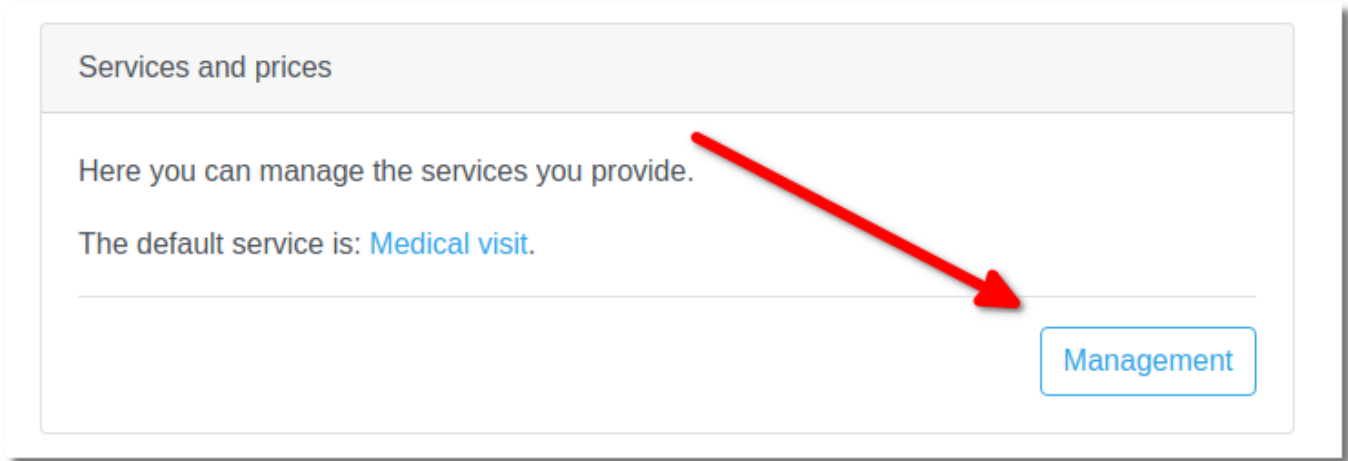 Services and prices
Here you can manage the services you provide.
The default service is: Medical visit.
Management